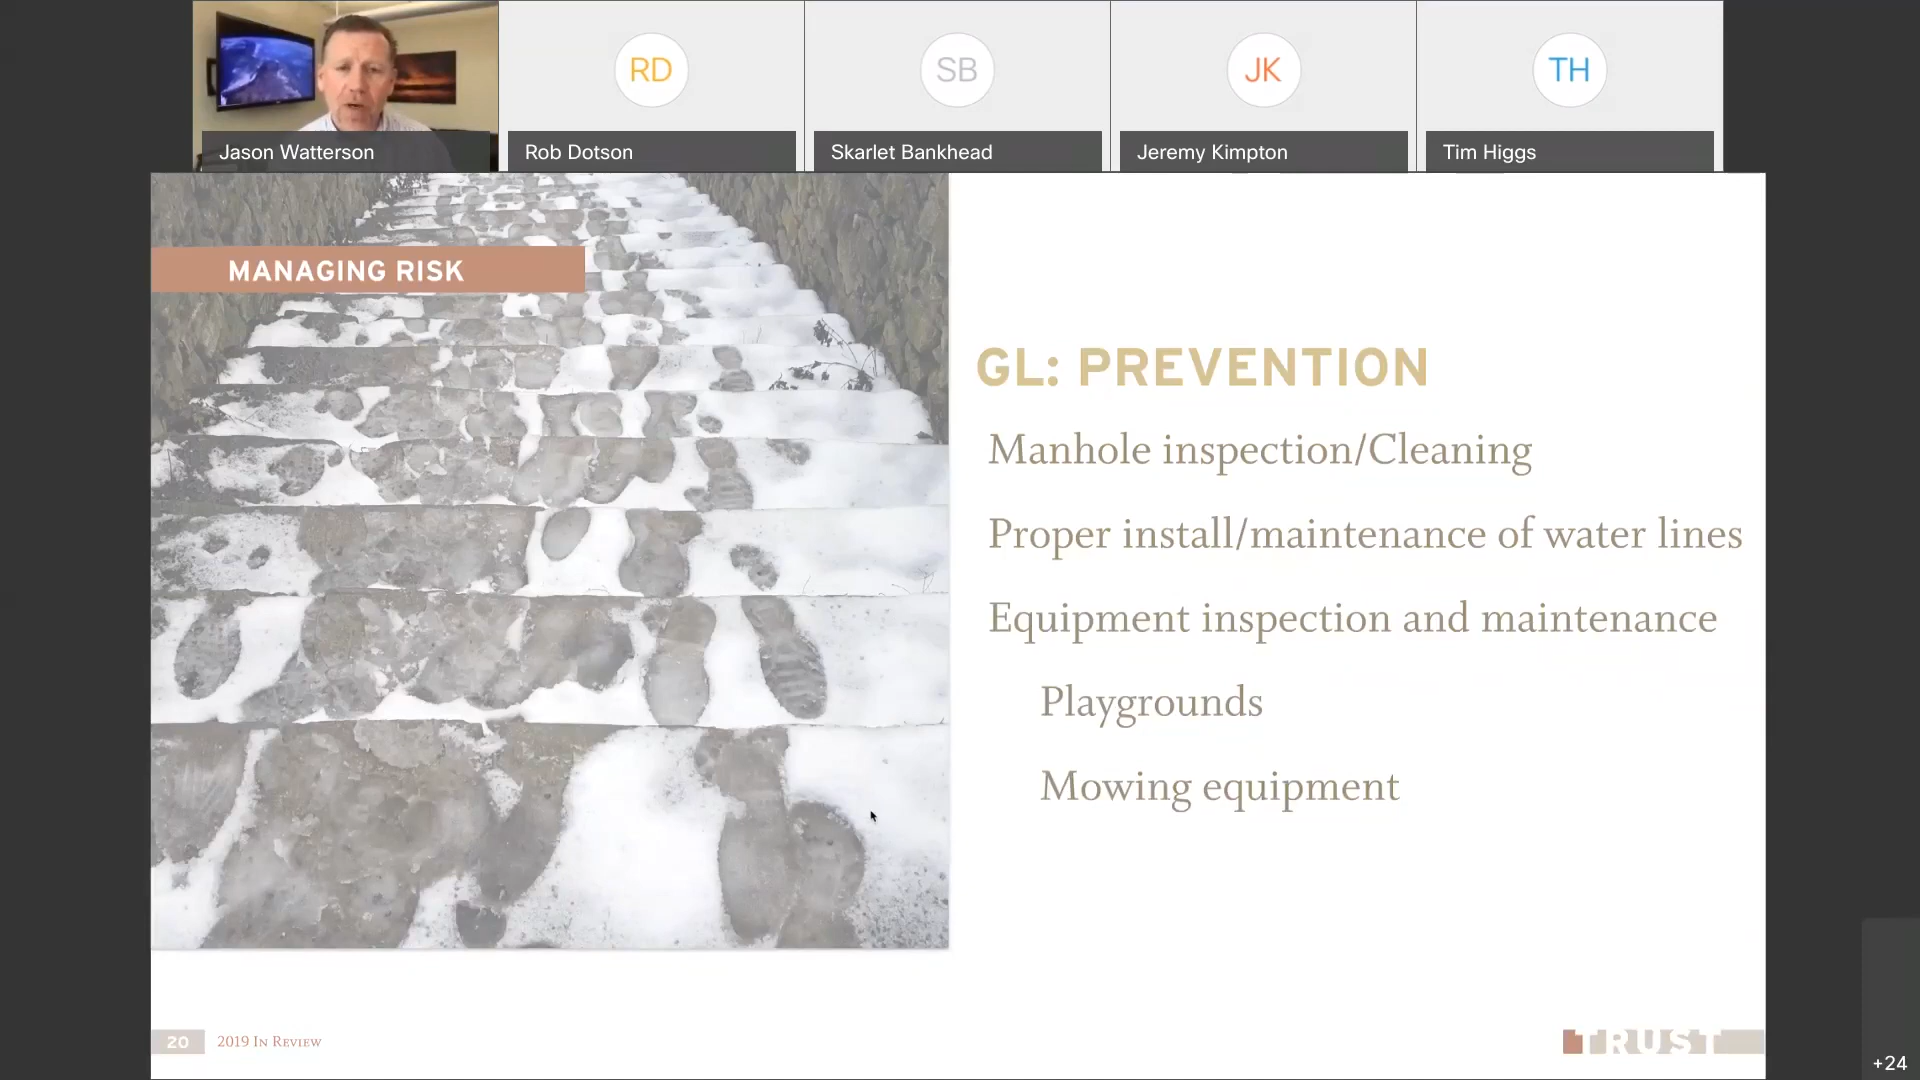 RD
SB
JK
TH
Jason Watterson
Rob Dotson
Skarlet Bankhead
Jeremy Kimpton
Tim Higgs
MANAGING RISK
GL: PREVENTION
Manhole inspection/Cleaning
Proper install/maintenance of water lines
Equipment inspection and maintenance
Playgrounds
Mowing equipment
20
2019 In Review
TRUST
+24